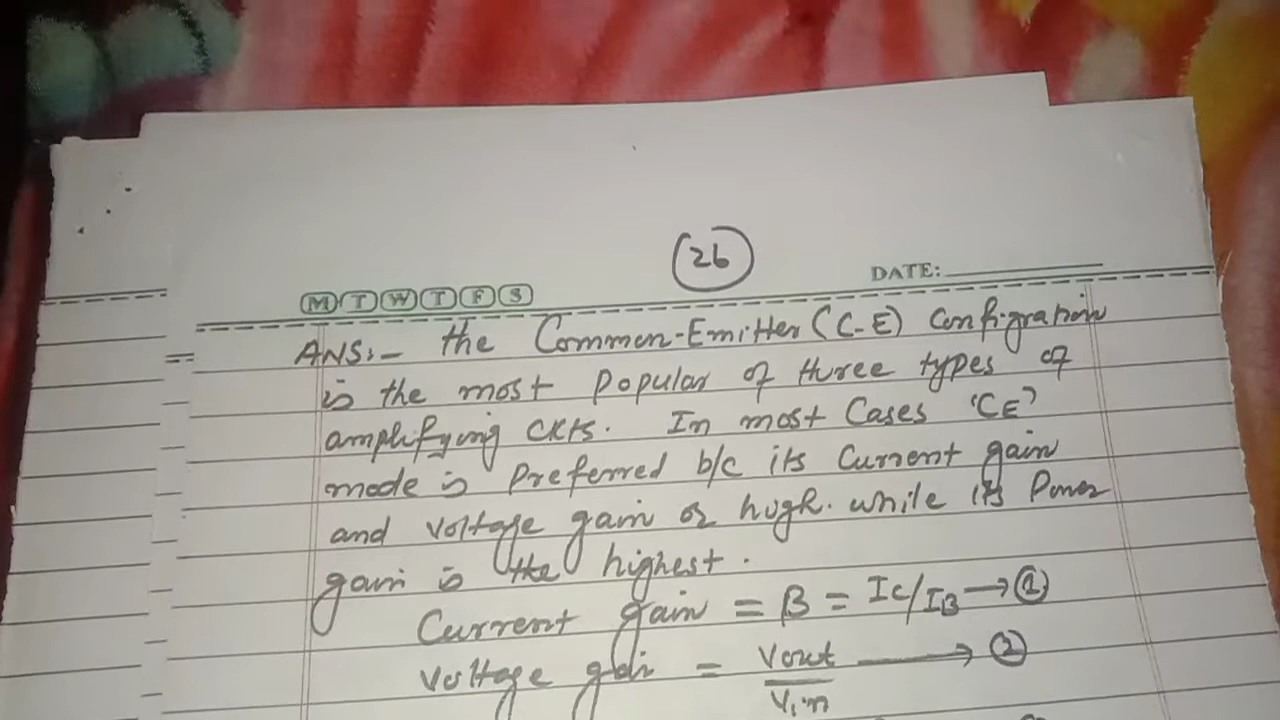 26
DATE:
M T W T F S
ANS:- the Common-Emitter (C-E) Configration
is the most Popular of three types of
amplifying CKts. In most Cases 'CE'
mode is Preferred b/c its Current gain
and voltage gain is high. while its Power
gain is the highest.
Current gain = β = Ic/IB → ①
voltage gain = Vout/Vin → ②